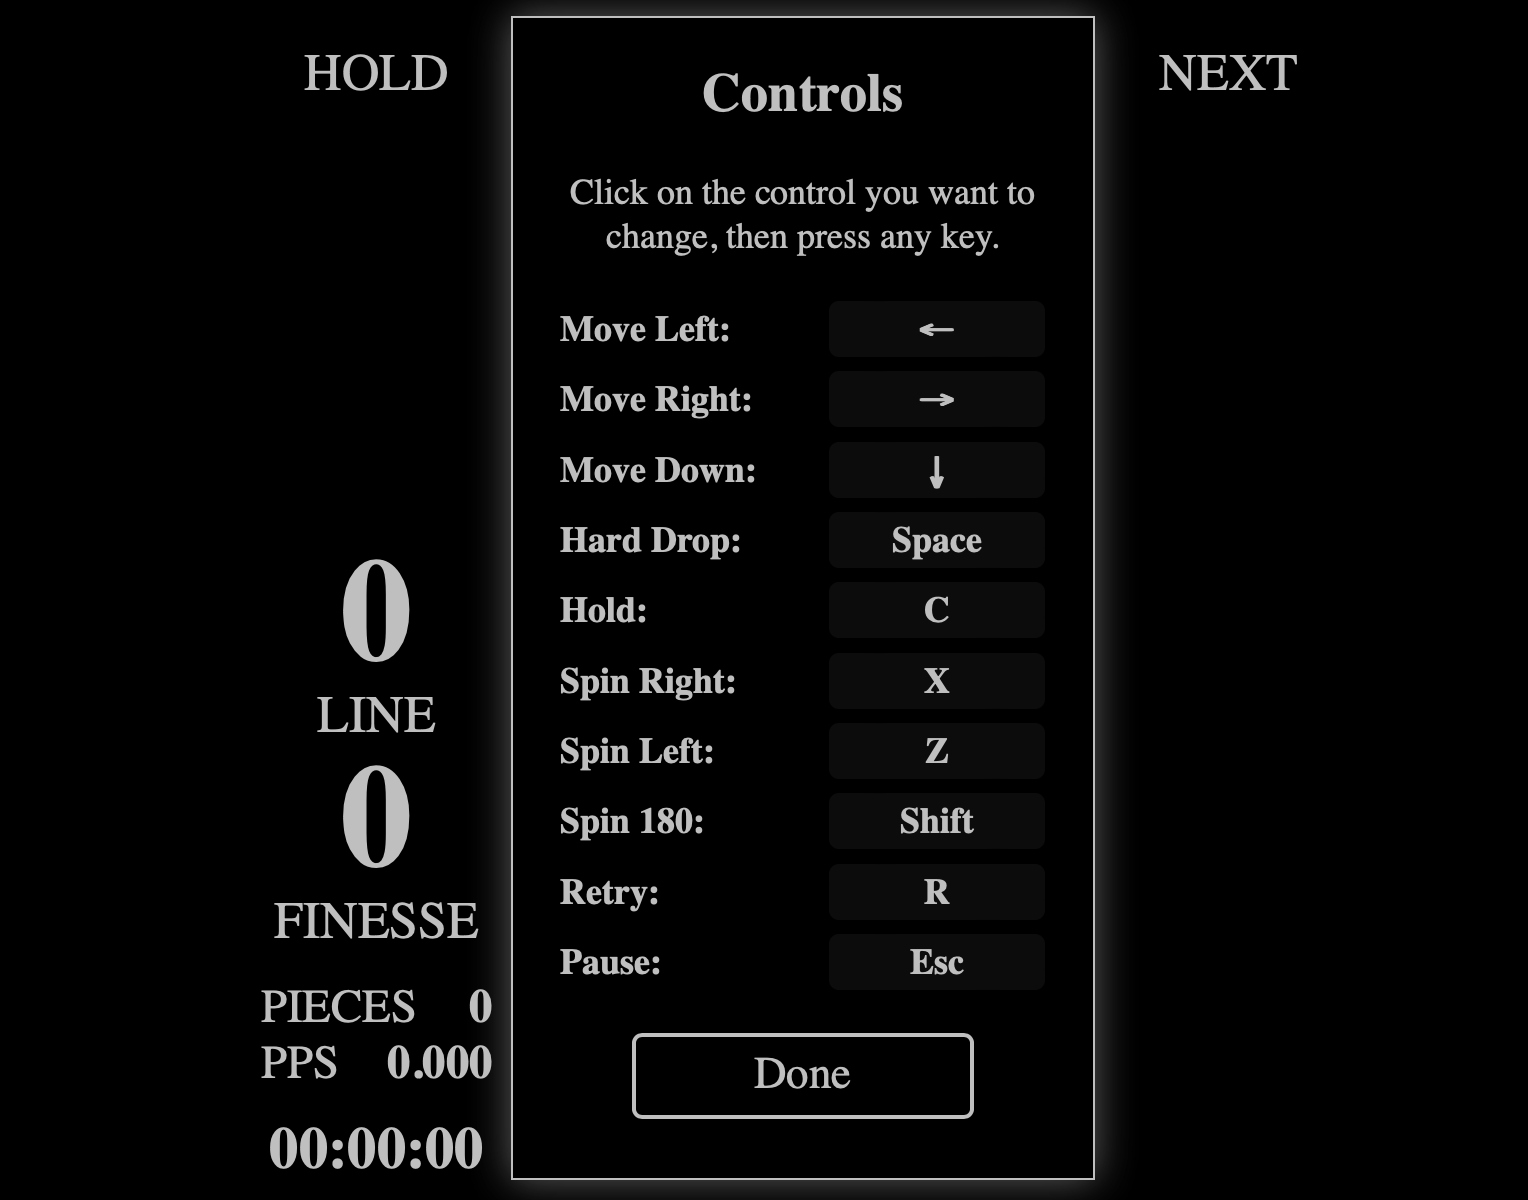 HOLD
0
LINE
0
FINESSE
PIECES 0
PPS 0.000
00:00:00
Controls
Click on the control you want to
change, then press any key.
Move Left: ←
Move Right: →
Move Down: ↓
Hard Drop: Space
Hold: C
Spin Right: X
Spin Left: Z
Spin 180: Shift
Retry: R
Pause: Esc
Done
NEXT